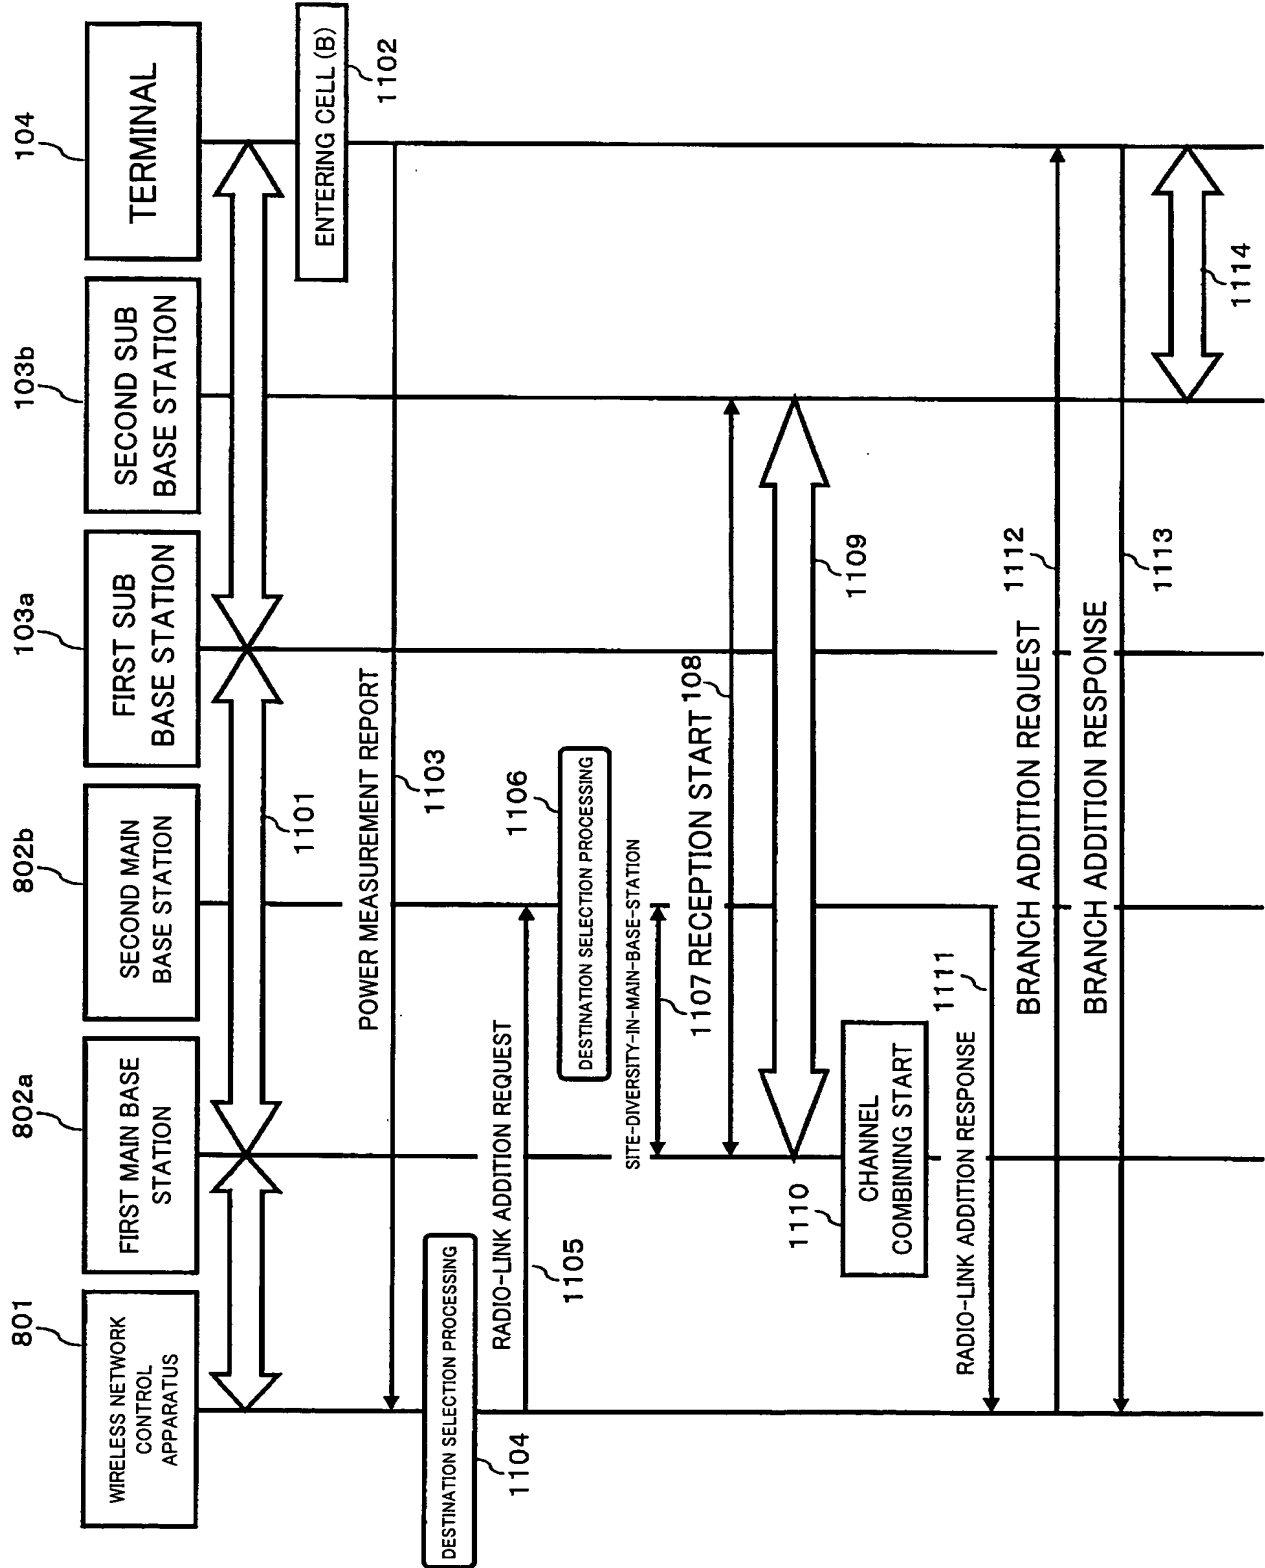 801
802a
802b
103a
103b
104
WIRELESS NETWORK
CONTROL
APPARATUS
FIRST MAIN BASE
STATION
SECOND MAIN
BASE STATION
FIRST SUB
BASE STATION
SECOND SUB
BASE STATION
TERMINAL
1101
ENTERING CELL (B)
1102
POWER MEASUREMENT REPORT
1103
DESTINATION SELECTION PROCESSING
1104
RADIO-LINK ADDITION REQUEST
1105
1106
DESTINATION SELECTION PROCESSING
SITE-DIVERSITY-IN-MAIN-BASE-STATION
1107
RECEPTION START
108
1109
1110
CHANNEL
COMBINING START
RADIO-LINK ADDITION RESPONSE
1111
BRANCH ADDITION REQUEST
1112
BRANCH ADDITION RESPONSE
1113
1114